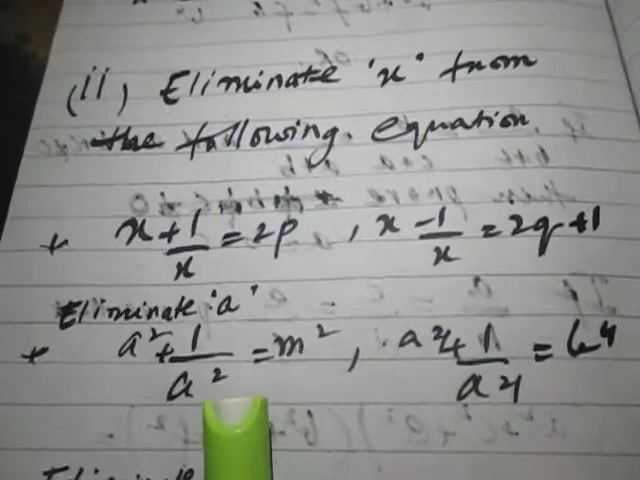 (ii) Eliminate 'x' from
the following. equation.
* x + 1/x = 2p , x - 1/x = 2q + 1
Eliminate 'a'
* a² + 1/a² = m² , a⁴ + 1/a⁴ = b⁴